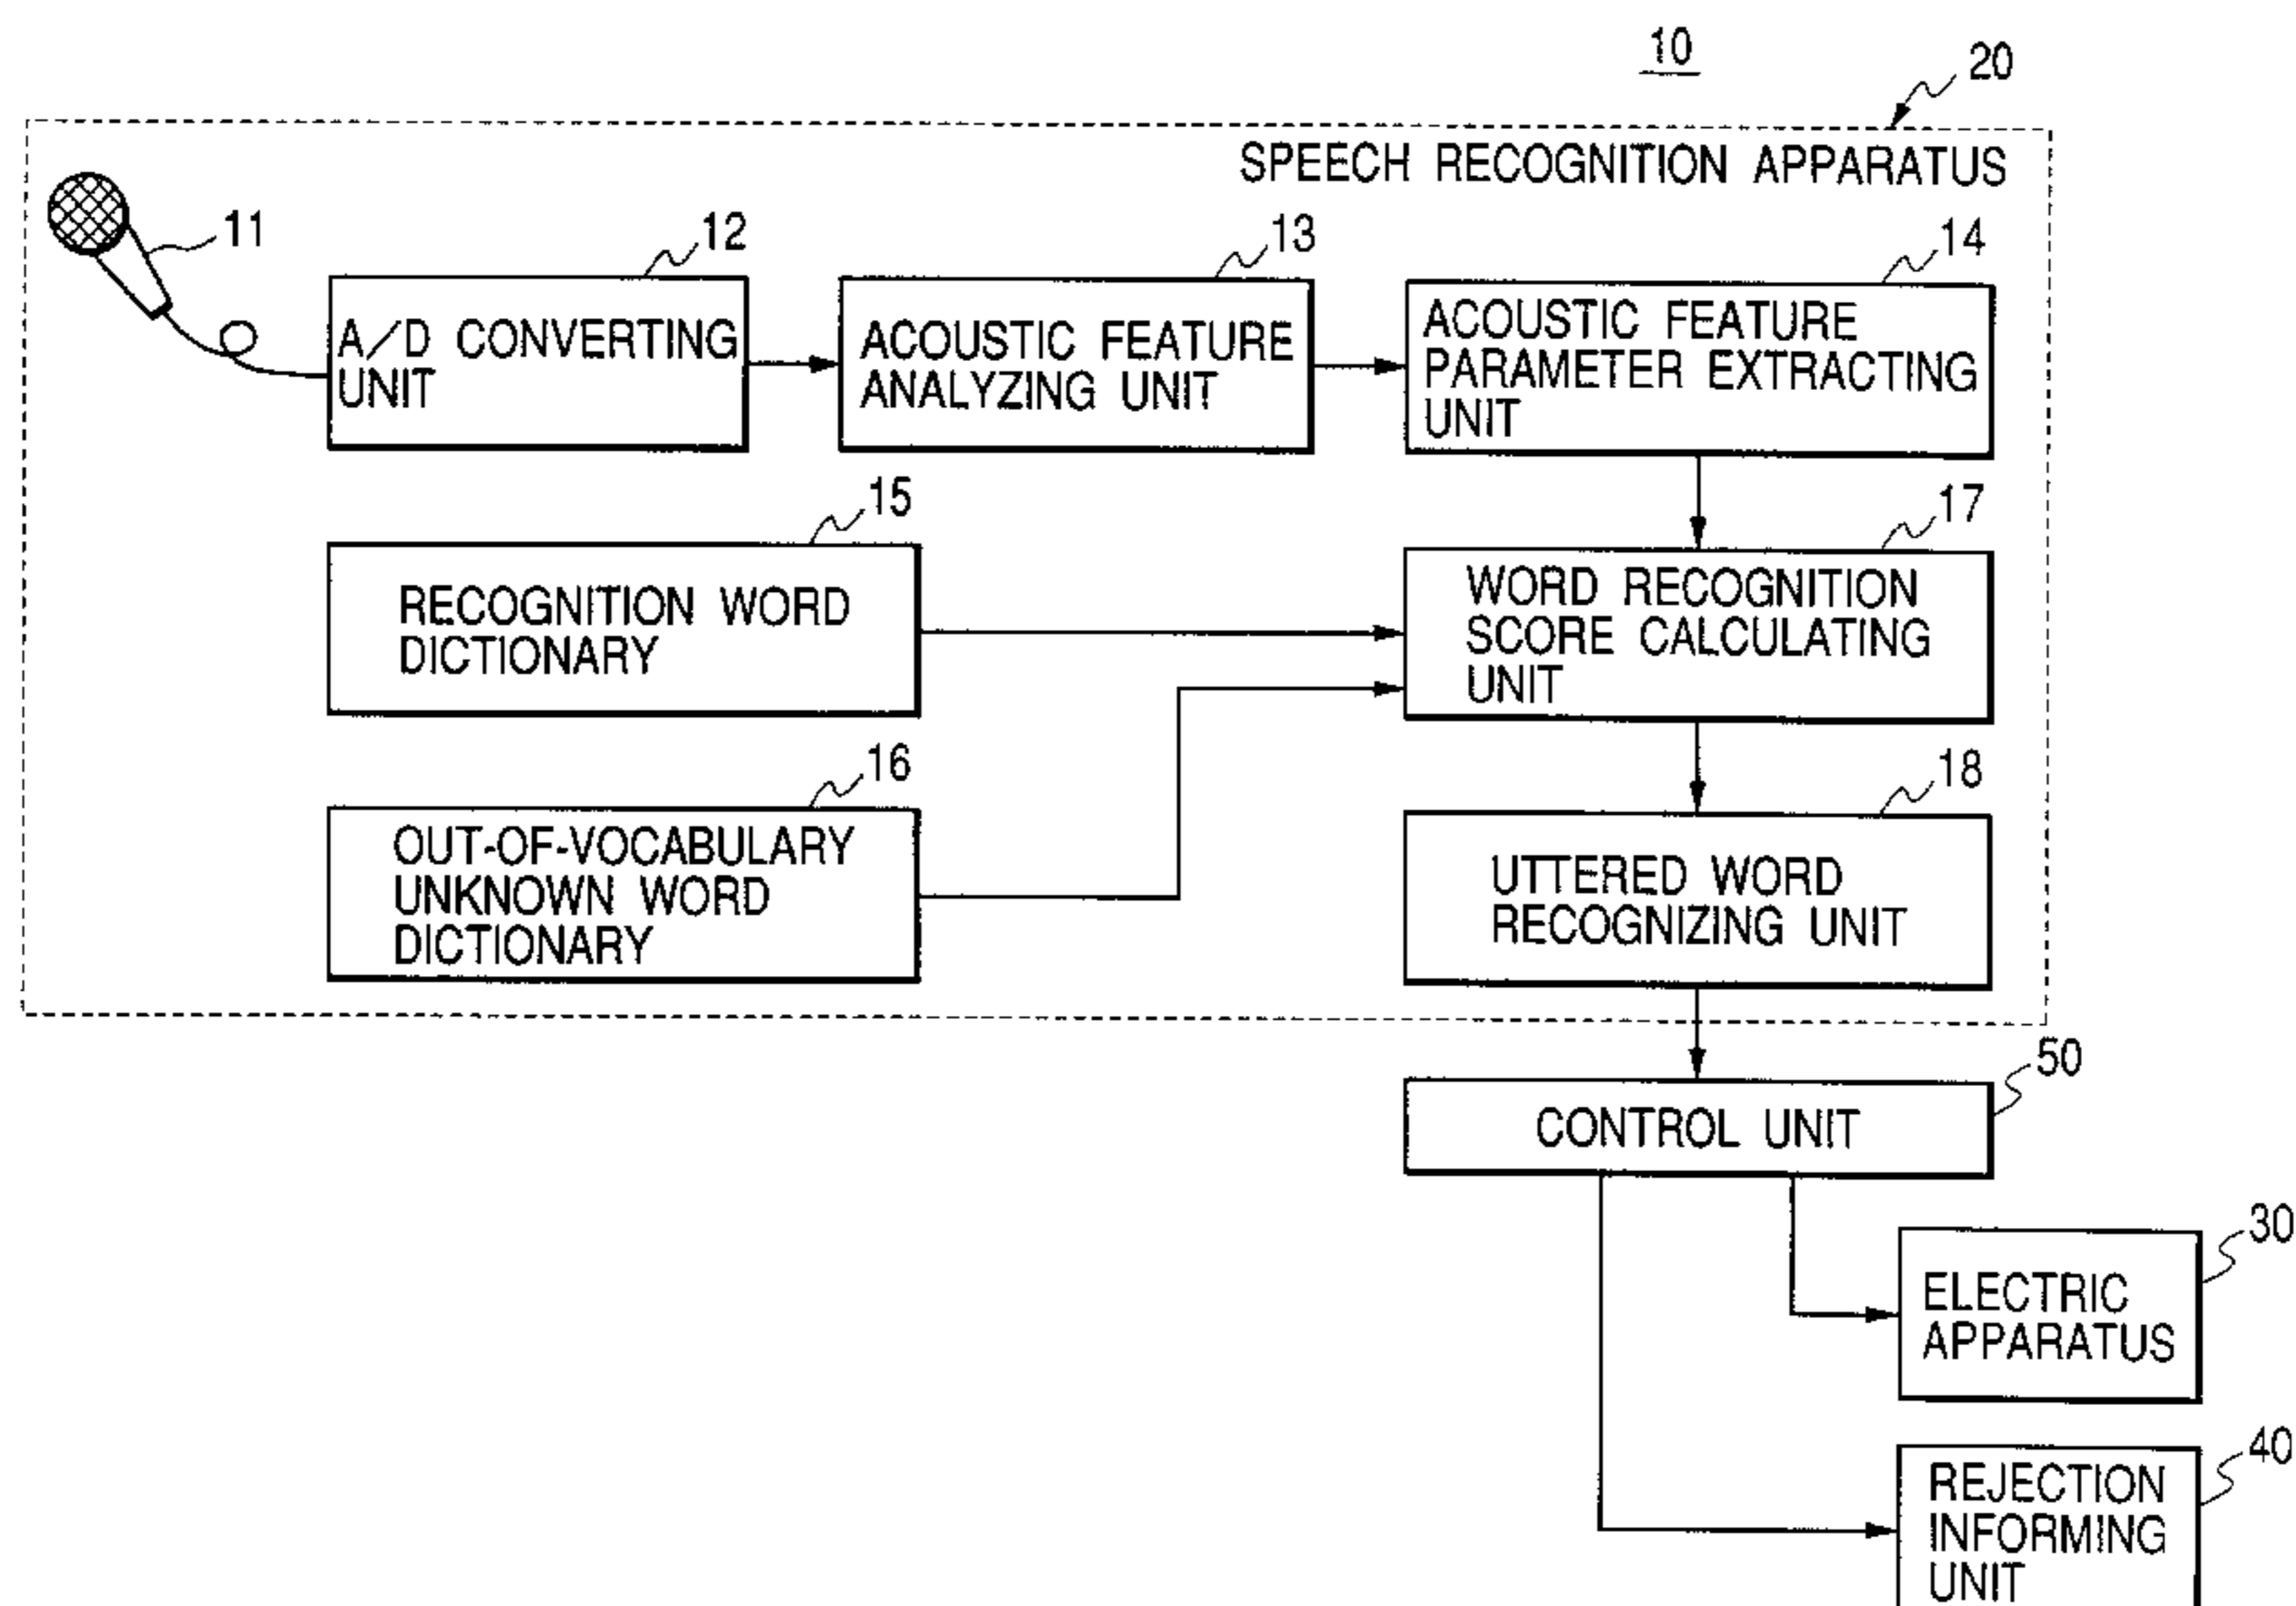 10
20
SPEECH RECOGNITION APPARATUS
11
12
13
14
A/D CONVERTING
UNIT
ACOUSTIC FEATURE
ANALYZING UNIT
ACOUSTIC FEATURE
PARAMETER EXTRACTING
UNIT
15
17
RECOGNITION WORD
DICTIONARY
WORD RECOGNITION
SCORE CALCULATING
UNIT
16
18
OUT-OF-VOCABULARY
UNKNOWN WORD
DICTIONARY
UTTERED WORD
RECOGNIZING UNIT
50
CONTROL UNIT
30
ELECTRIC
APPARATUS
40
REJECTION
INFORMING
UNIT